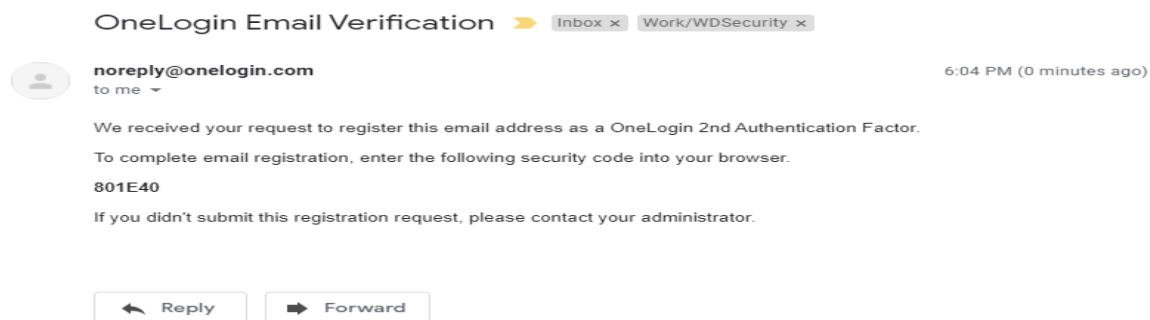 OneLogin Email Verification Inbox x Work/WDSecurity x
noreply@onelogin.com 6:04 PM (0 minutes ago)
to me
We received your request to register this email address as a OneLogin 2nd Authentication Factor.
To complete email registration, enter the following security code into your browser.
801E40
If you didn't submit this registration request, please contact your administrator.
Reply Forward